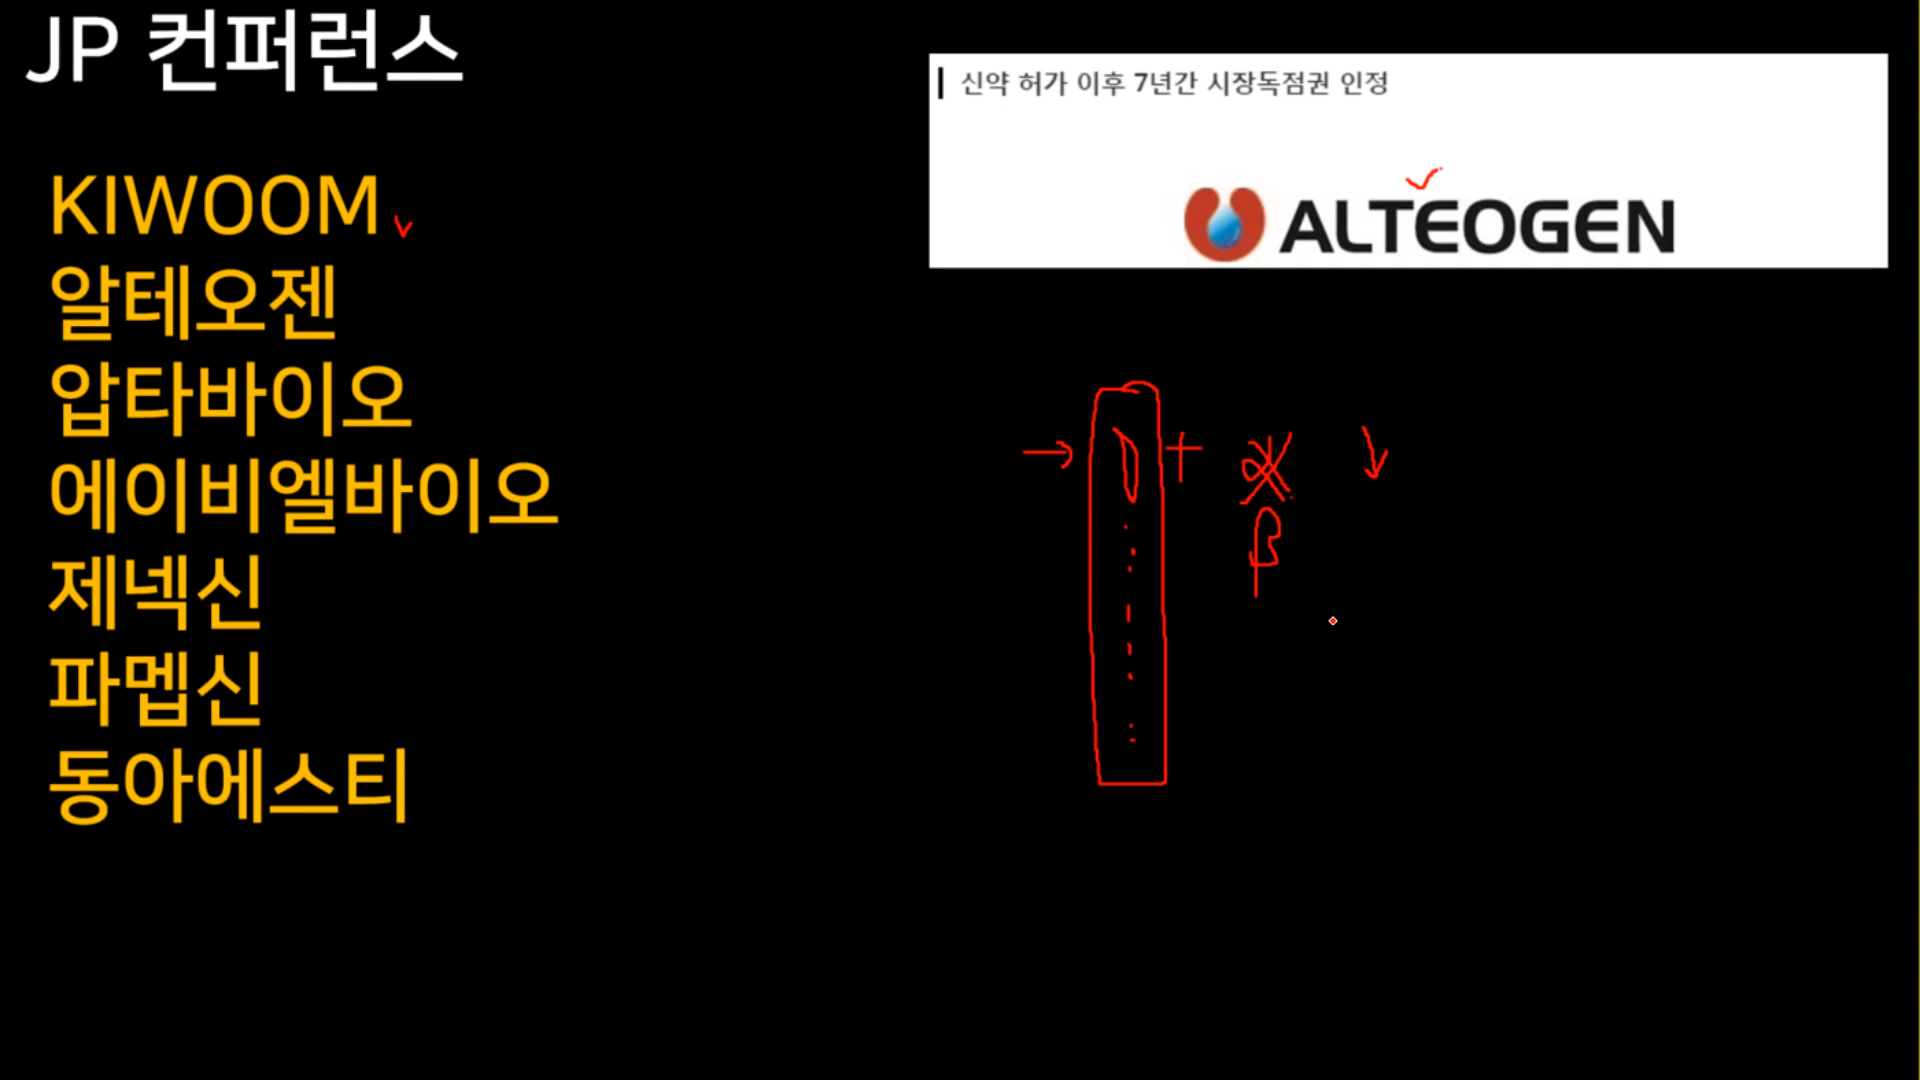 JP 컨퍼런스
KIWOOM
알테오젠
압타바이오
에이비엘바이오
제넥신
파멥신
동아에스티
신약 허가 이후 7년간 시장독점권 인정
ALTEOGEN
→ + α ↓
β